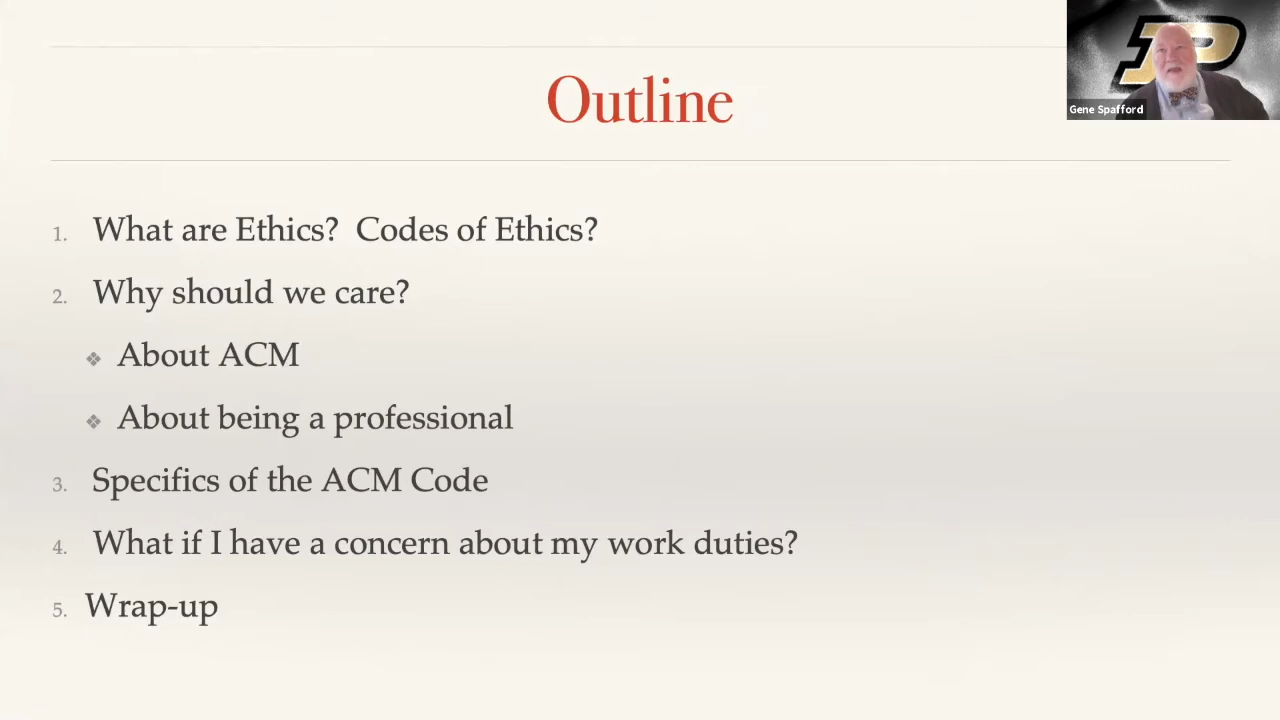 Outline
Gene Spafford
1. What are Ethics? Codes of Ethics?
2. Why should we care?
❖ About ACM
❖ About being a professional
3. Specifics of the ACM Code
4. What if I have a concern about my work duties?
5. Wrap-up